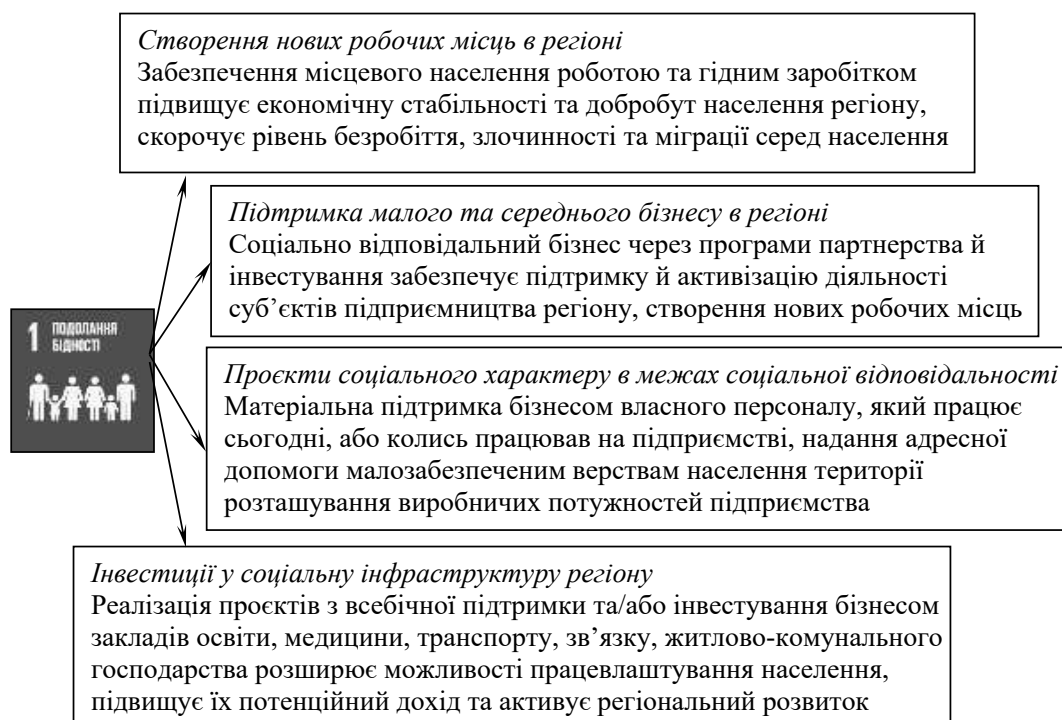 Створення нових робочих місць в регіоні
Забезпечення місцевого населення роботою та гідним заробітком
підвищує економічну стабільності та добробут населення регіону,
скорочує рівень безробіття, злочинності та міграції серед населення
Підтримка малого та середнього бізнесу в регіоні
Соціально відповідальний бізнес через програми партнерства й
інвестування забезпечує підтримку й активізацію діяльності
суб’єктів підприємництва регіону, створення нових робочих місць
1 ПОДОЛАННЯ
БІДНОСТІ
Проєкти соціального характеру в межах соціальної відповідальності
Матеріальна підтримка бізнесом власного персоналу, який працює
сьогодні, або колись працював на підприємстві, надання адресної
допомоги малозабезпеченим верствам населення території
розташування виробничих потужностей підприємства
Інвестиції у соціальну інфраструктуру регіону
Реалізація проєктів з всебічної підтримки та/або інвестування бізнесом
закладів освіти, медицини, транспорту, зв’язку, житлово-комунального
господарства розширює можливості працевлаштування населення,
підвищує їх потенційний дохід та активує регіональний розвиток